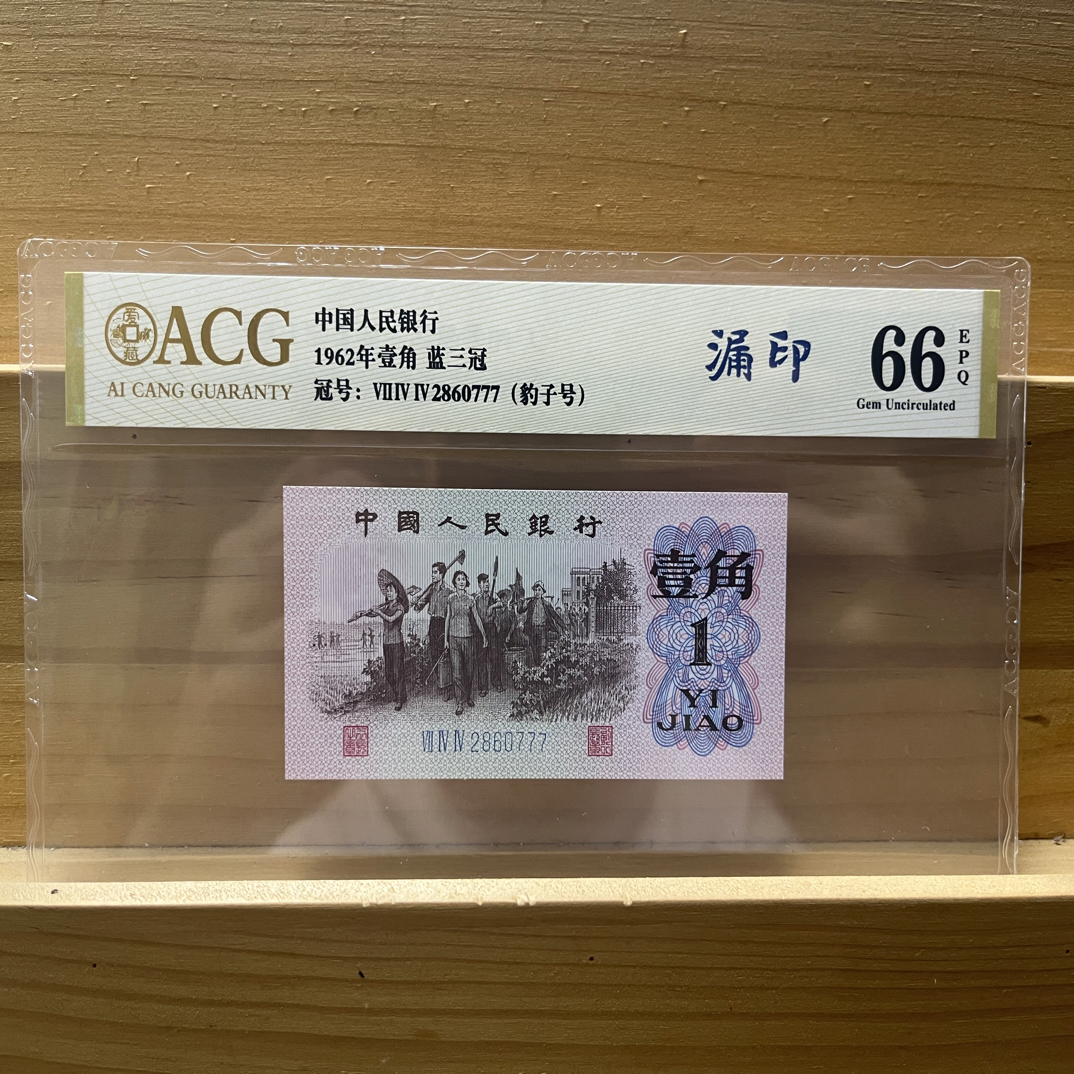 ACG
AI CANG GUARANTY
中国人民银行
1962年壹角 蓝三冠
冠号：ⅦⅣⅣ2860777（豹子号）
漏印
66
EPQ
Gem Uncirculated
中國人民銀行
壹角
1
YI
JIAO
ⅦⅣⅣ2860777